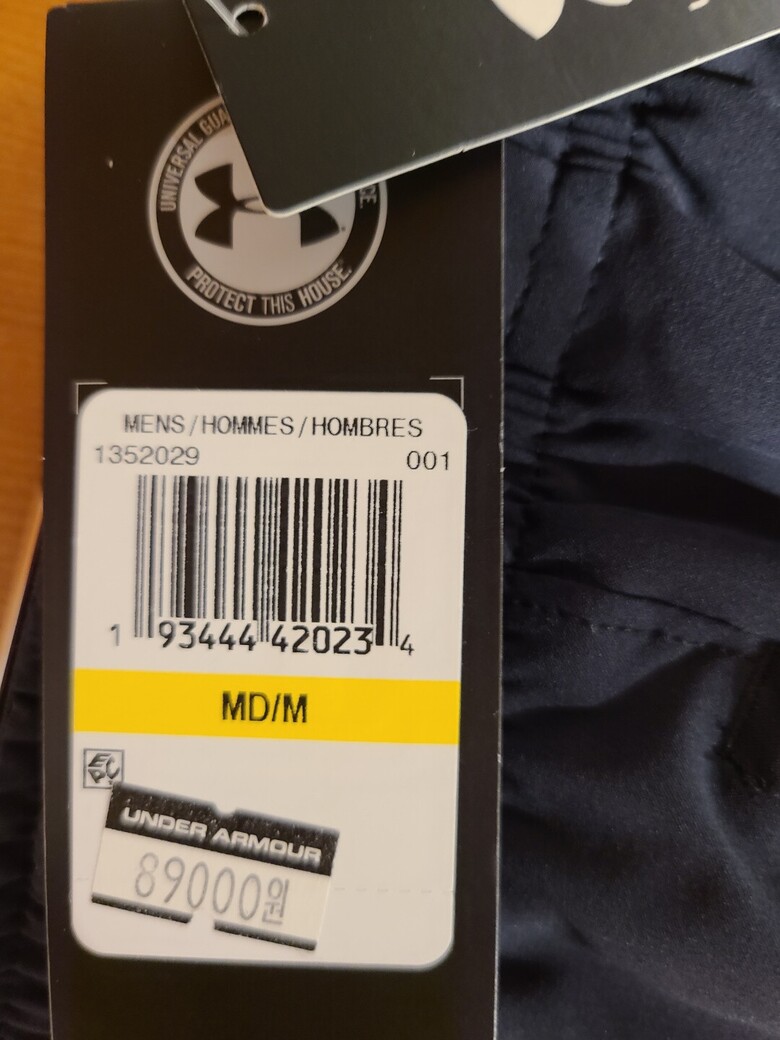 UNIVERSAL
PROTECT THIS HOUSE.
MENS/HOMMES/HOMBRES
1352029 001
1 93444 42023 4
MD/M
EPC
UNDER ARMOUR
89000원